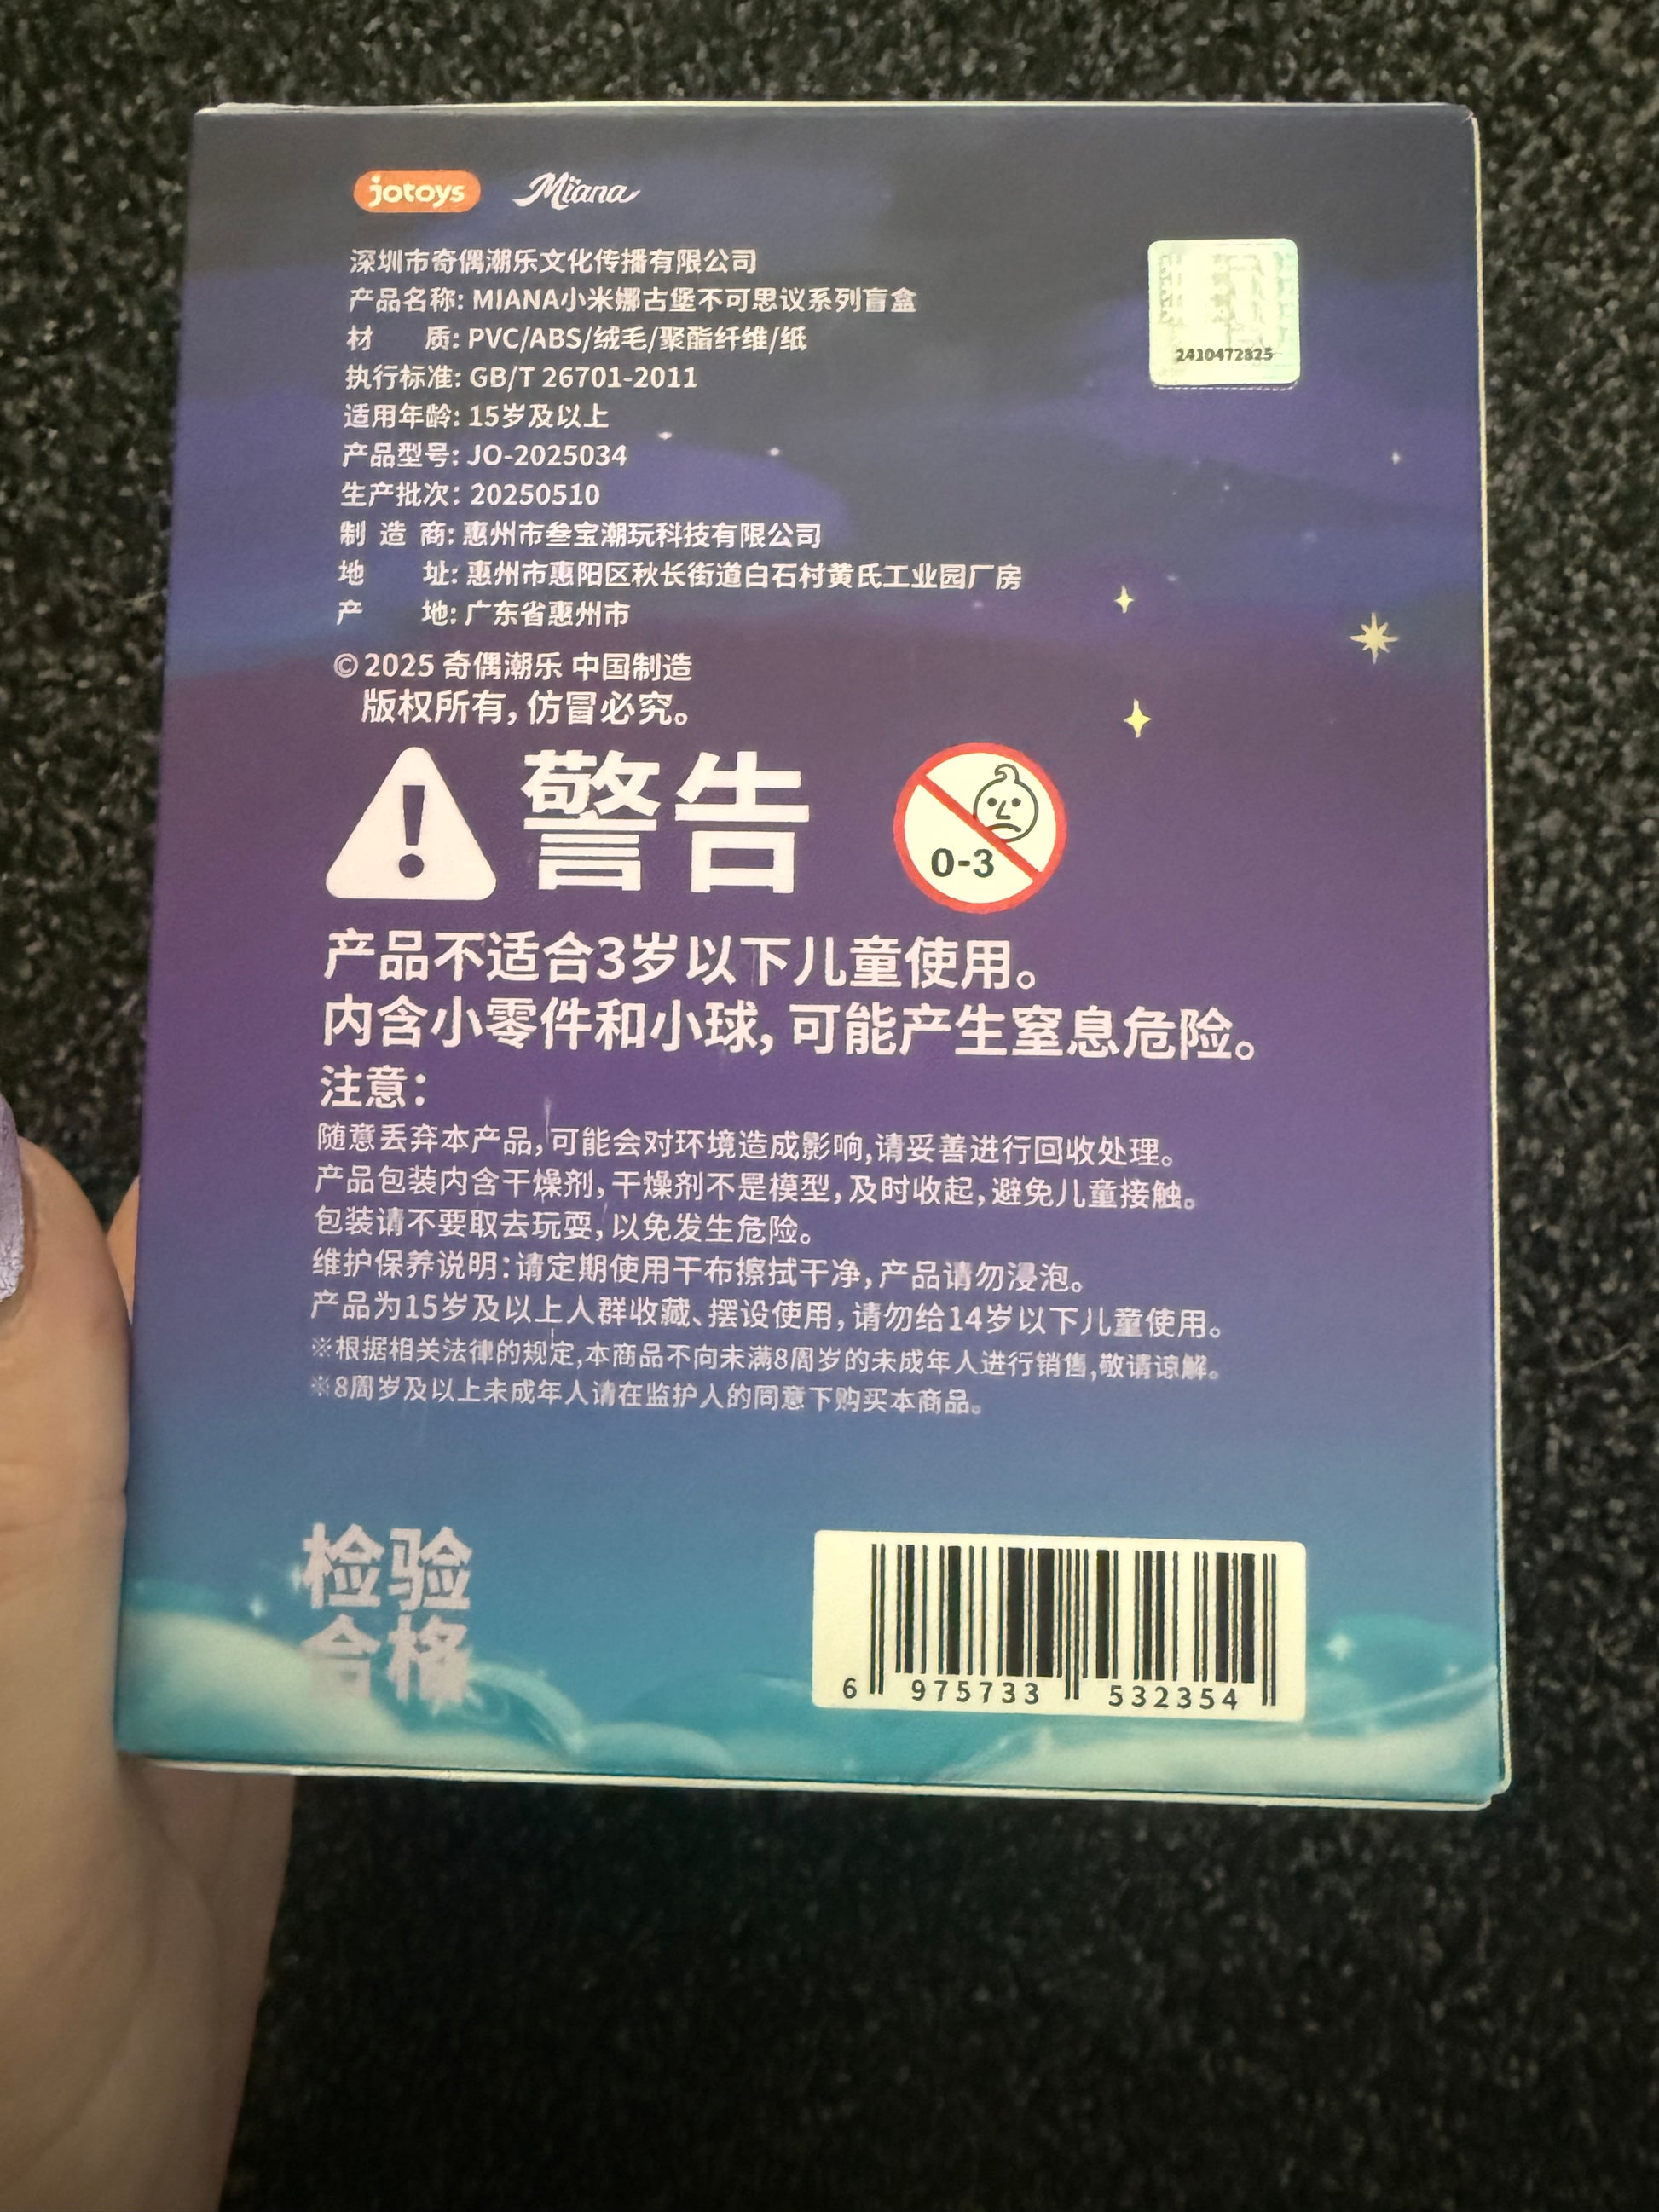 jotoys Miana
深圳市奇偶潮乐文化传播有限公司
产品名称: MIANA小米娜古堡不可思议系列盲盒
材 质: PVC/ABS/绒毛/聚酯纤维/纸
执行标准: GB/T 26701-2011
适用年龄: 15岁及以上
产品型号: JO-2025034
生产批次: 20250510
制 造 商: 惠州市叁宝潮玩科技有限公司
地 址: 惠州市惠阳区秋长街道白石村黄氏工业园厂房
产 地: 广东省惠州市
2410472825
© 2025 奇偶潮乐 中国制造
版权所有, 仿冒必究。
警告
0-3
产品不适合3岁以下儿童使用。
内含小零件和小球, 可能产生窒息危险。
注意:
随意丢弃本产品, 可能会对环境造成影响, 请妥善进行回收处理。
产品包装内含干燥剂, 干燥剂不是模型, 及时收起, 避免儿童接触。
包装请不要取去玩耍, 以免发生危险。
维护保养说明: 请定期使用干布擦拭干净, 产品请勿浸泡。
产品为15岁及以上人群收藏、摆设使用, 请勿给14岁以下儿童使用。
※根据相关法律的规定, 本商品不向未满8周岁的未成年人进行销售, 敬请谅解。
※8周岁及以上未成年人请在监护人的同意下购买本商品。
检验
合格
6 975733 532354